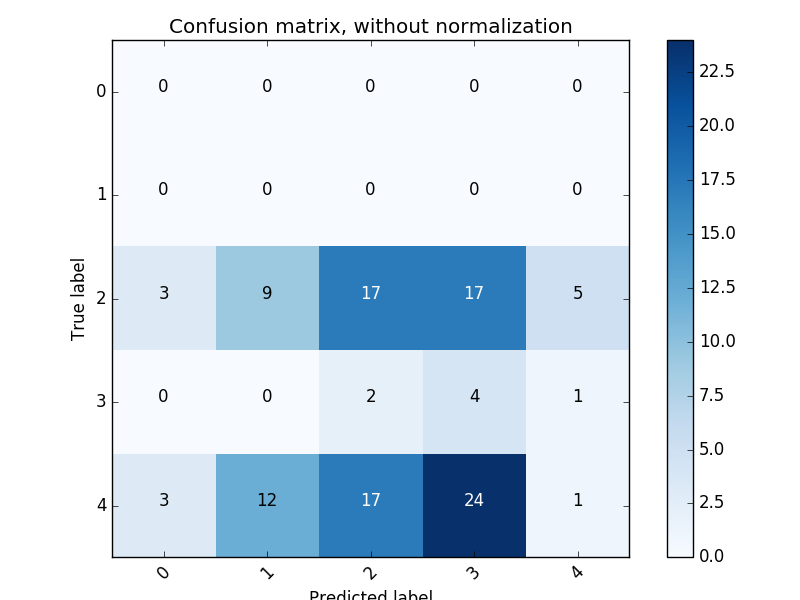 Confusion matrix, without normalization
0 0 0 0 0 0
1 0 0 0 0 0
2 3 9 17 17 5
3 0 0 2 4 1
4 3 12 17 24 1
0 1 2 3 4
True label
Predicted label
22.5
20.0
17.5
15.0
12.5
10.0
7.5
5.0
2.5
0.0